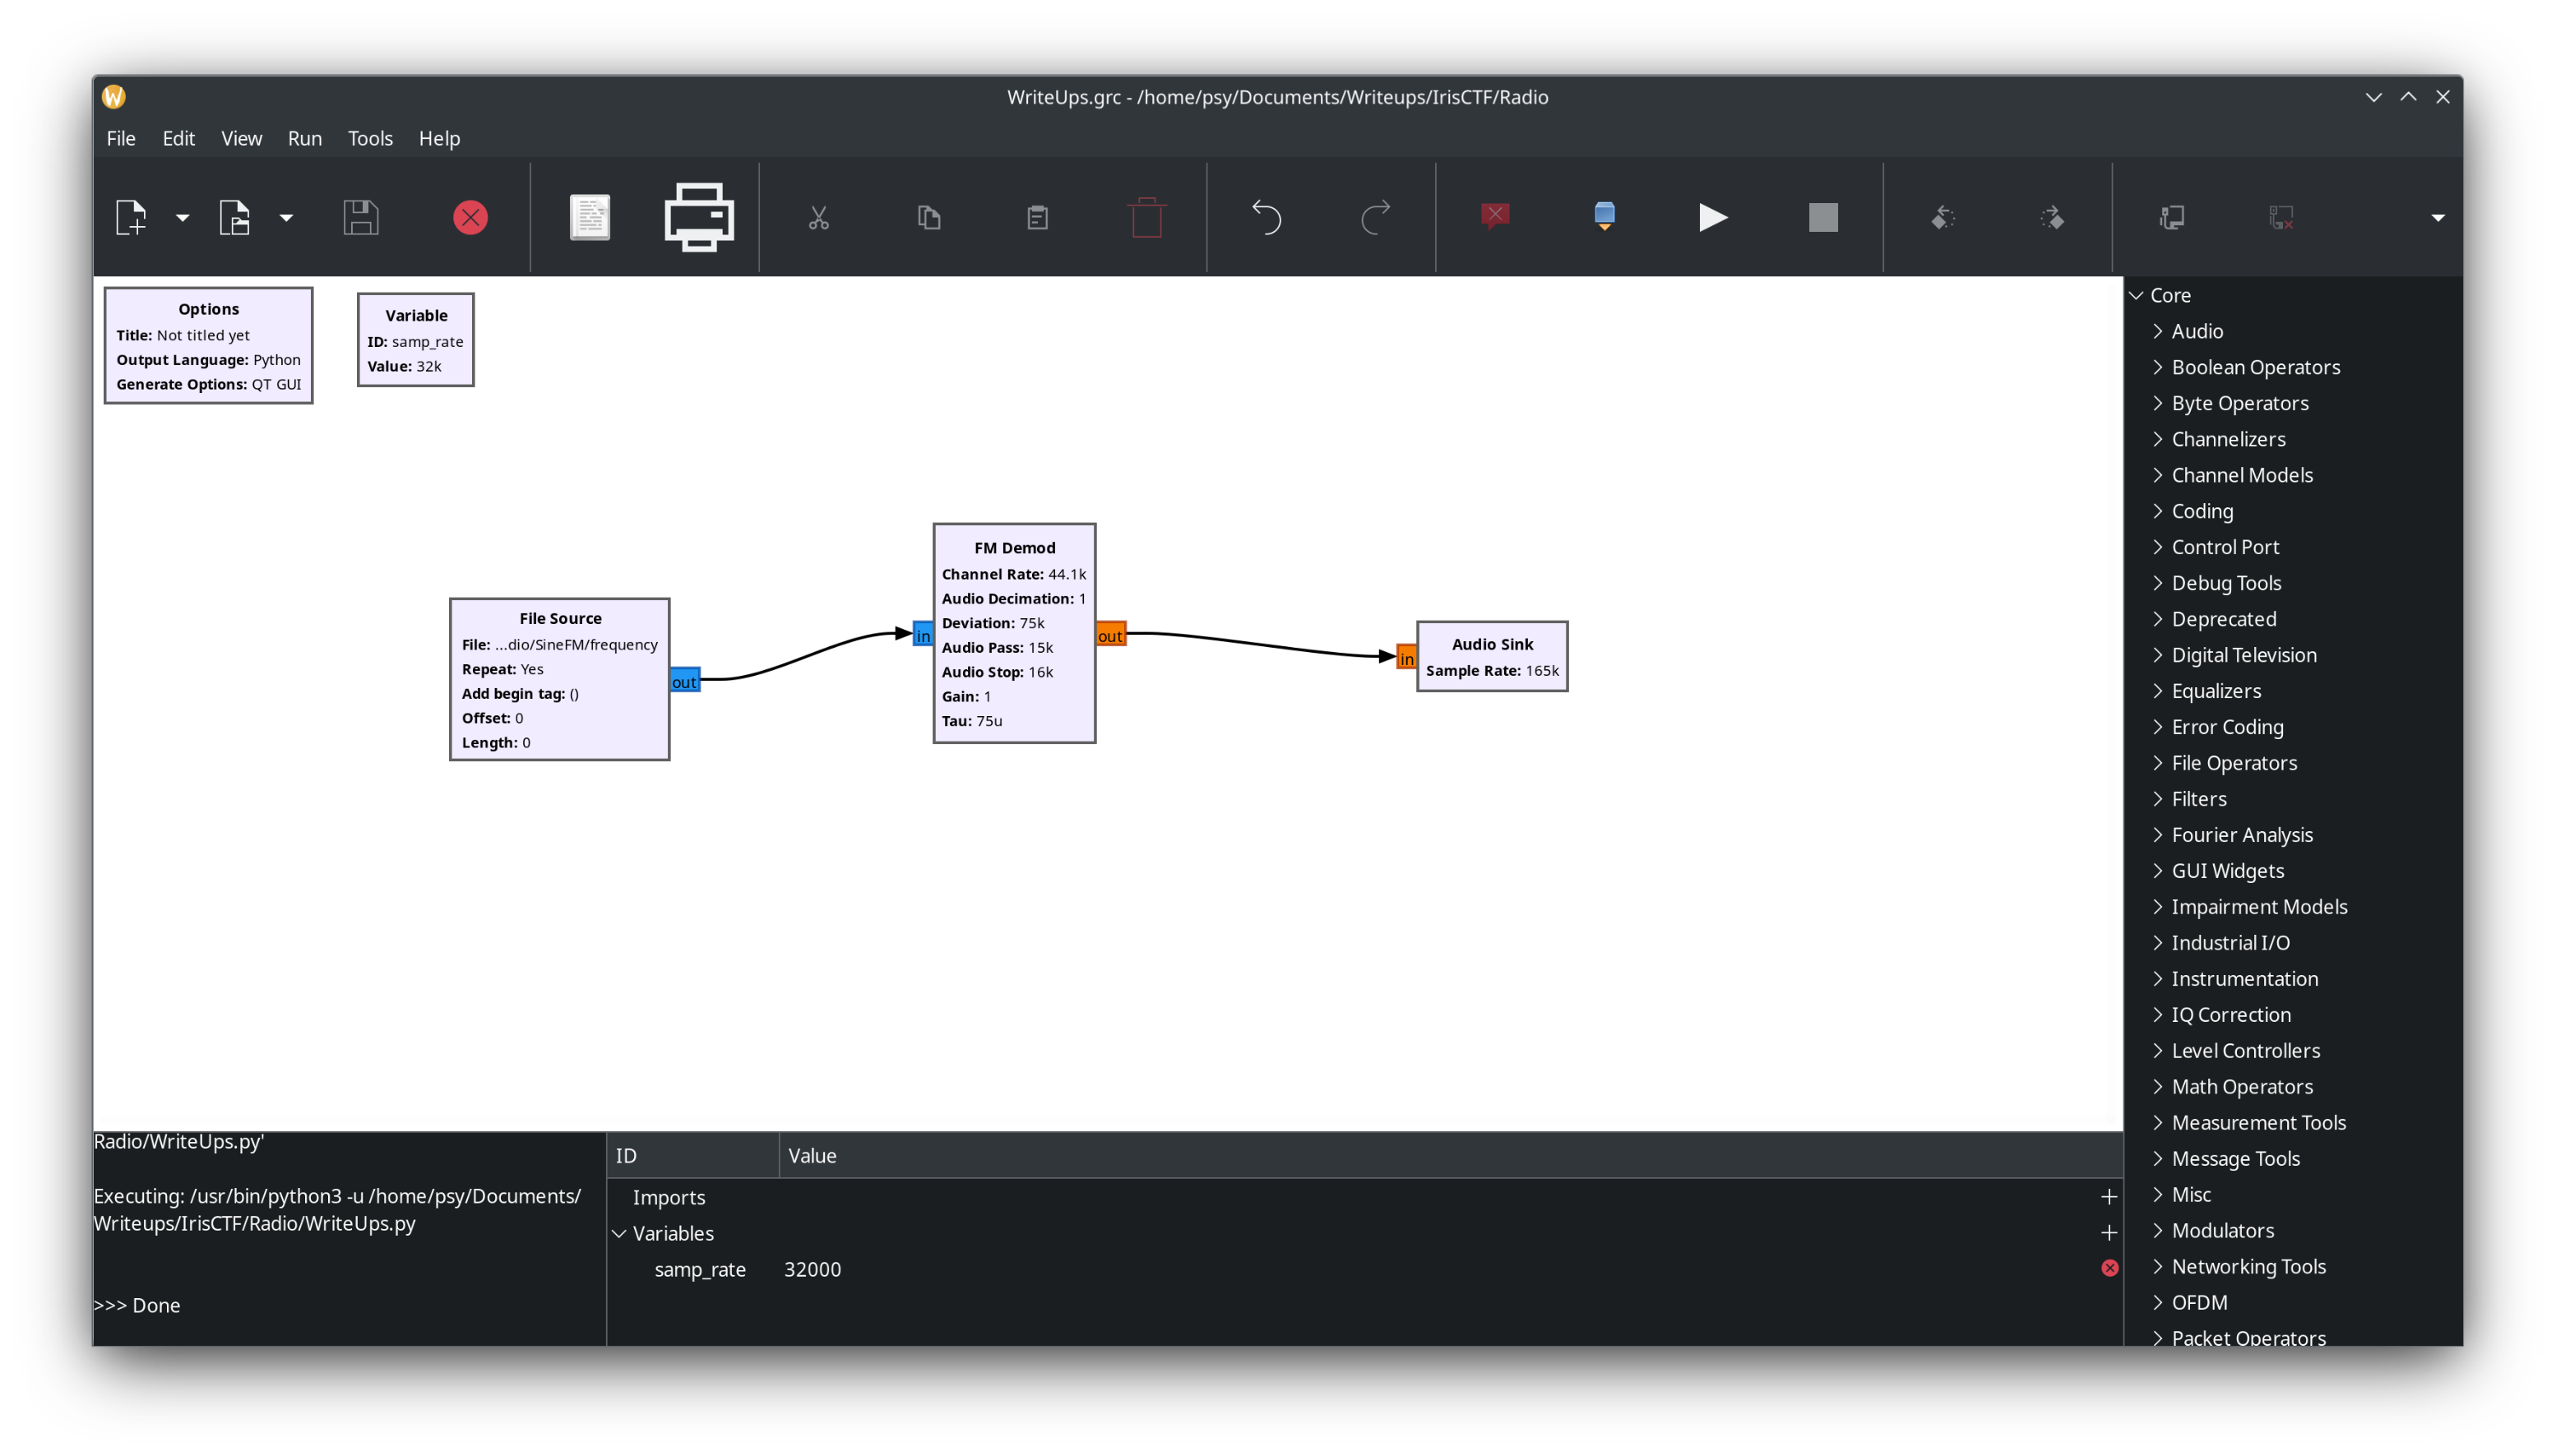 WriteUps.grc - /home/psy/Documents/Writeups/IrisCTF/Radio
File Edit View Run Tools Help
Options
Title: Not titled yet
Output Language: Python
Generate Options: QT GUI
Variable
ID: samp_rate
Value: 32k
File Source
File: ...dio/SineFM/frequency
Repeat: Yes
Add begin tag: ()
Offset: 0
Length: 0
out
in
FM Demod
Channel Rate: 44.1k
Audio Decimation: 1
Deviation: 75k
Audio Pass: 15k
Audio Stop: 16k
Gain: 1
Tau: 75u
out
in
Audio Sink
Sample Rate: 165k
Core
Audio
Boolean Operators
Byte Operators
Channelizers
Channel Models
Coding
Control Port
Debug Tools
Deprecated
Digital Television
Equalizers
Error Coding
File Operators
Filters
Fourier Analysis
GUI Widgets
Impairment Models
Industrial I/O
Instrumentation
IQ Correction
Level Controllers
Math Operators
Measurement Tools
Message Tools
Misc
Modulators
Networking Tools
OFDM
Packet Operators
Radio/WriteUps.py'
Executing: /usr/bin/python3 -u /home/psy/Documents/
Writeups/IrisCTF/Radio/WriteUps.py
>>> Done
ID Value
Imports
Variables
samp_rate 32000